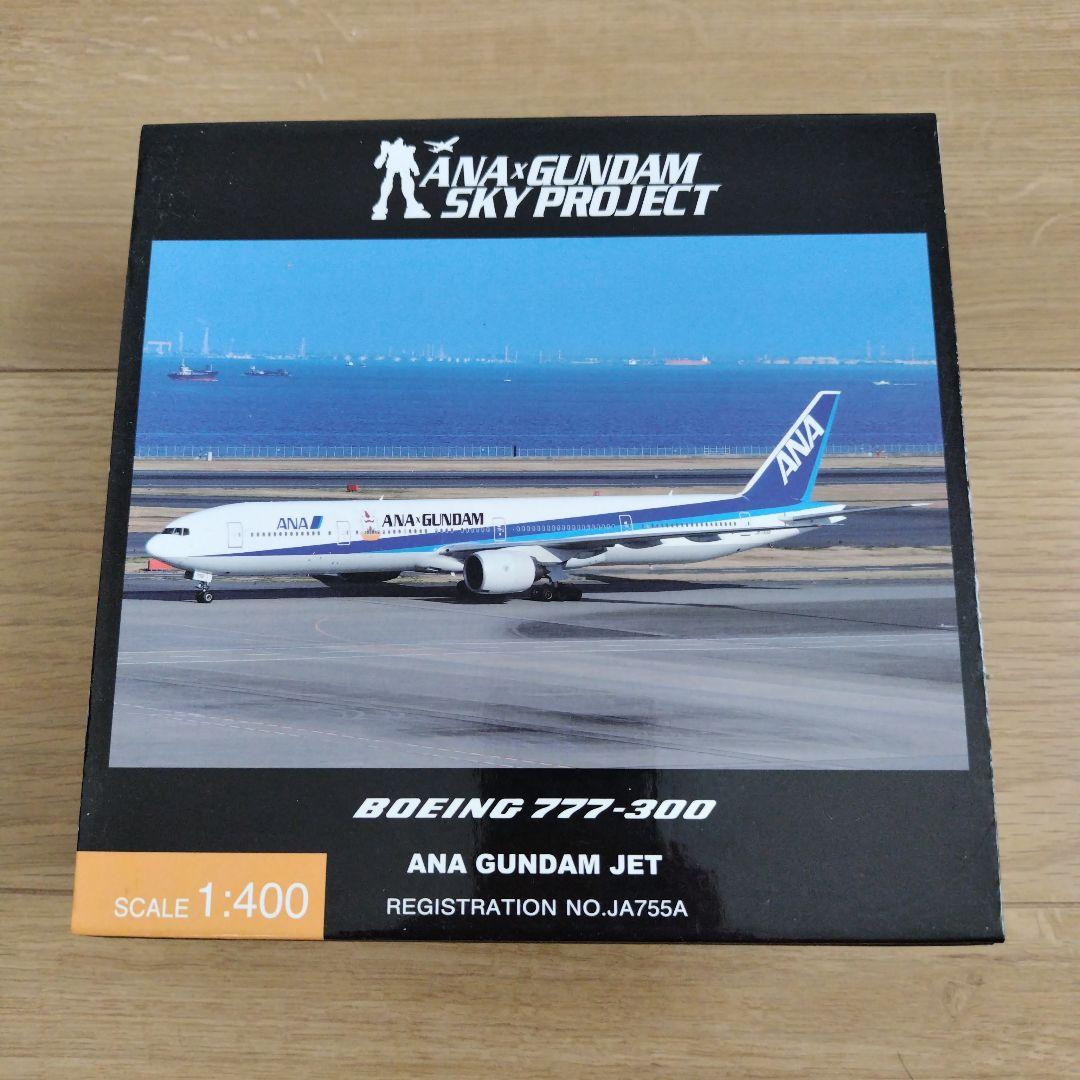 ANA×GUNDAM
SKY PROJECT
ANA
ANA
ANA×GUNDAM
BOEING 777-300
ANA GUNDAM JET
SCALE 1:400
REGISTRATION NO.JA755A